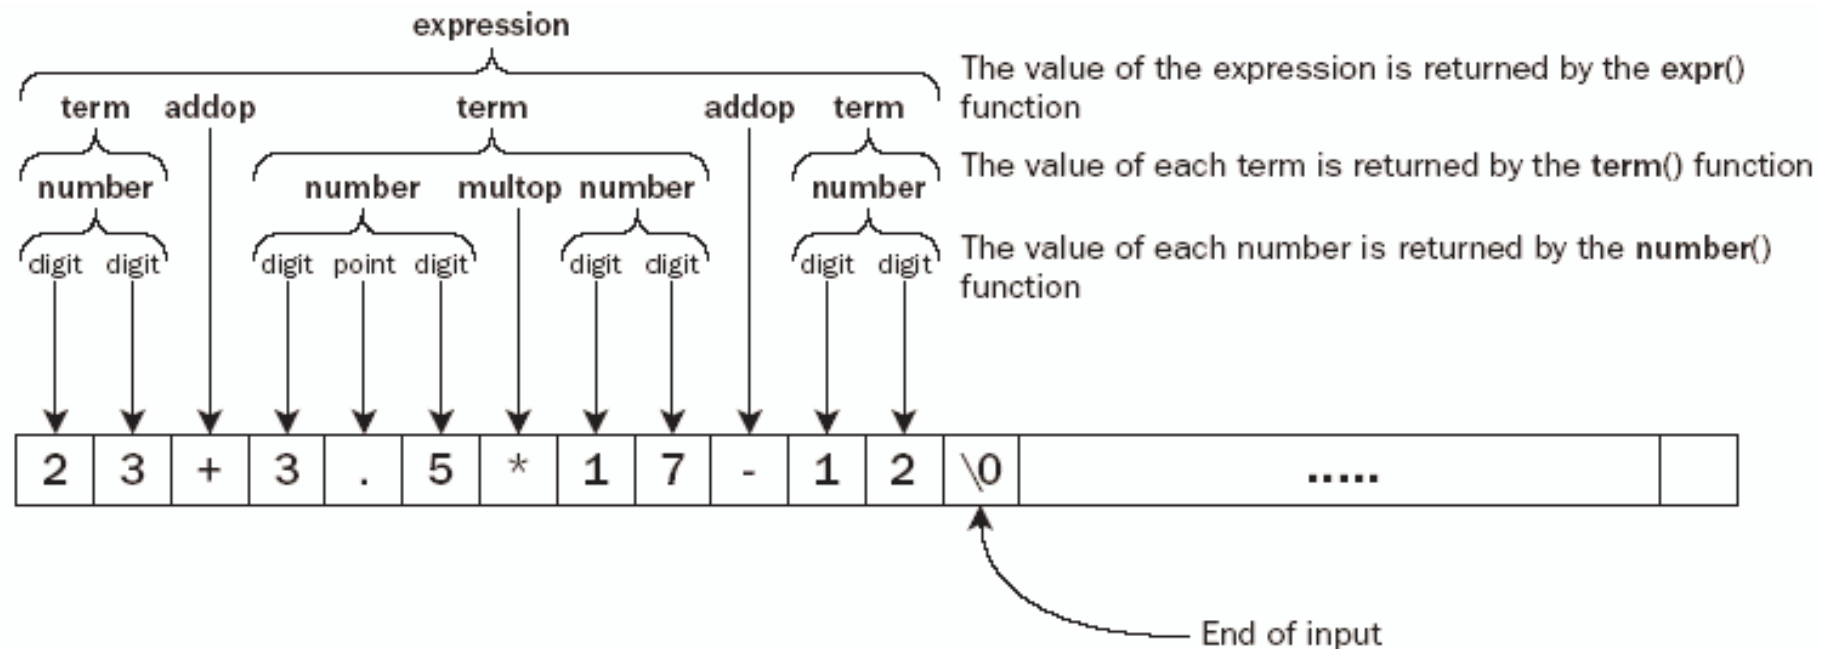 expression
The value of the expression is returned by the expr()
function
term addop term addop term
The value of each term is returned by the term() function
number number multop number number
The value of each number is returned by the number()
function
digit digit digit point digit digit digit digit digit
2 3 + 3 . 5 * 1 7 - 1 2 \0 .....
End of input